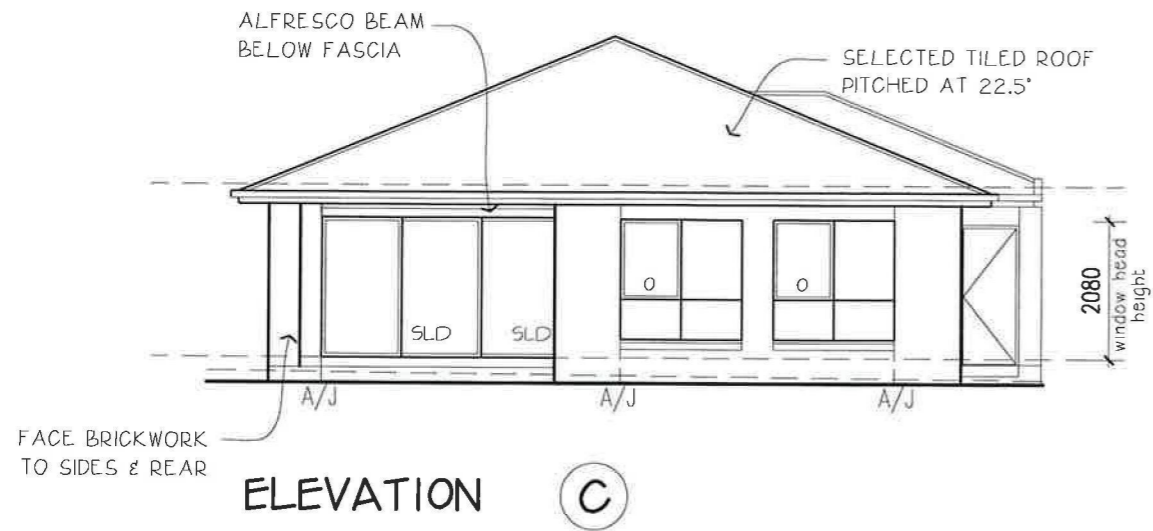 ALFRESCO BEAM
BELOW FASCIA
SELECTED TILED ROOF
PITCHED AT 22.5°
O
O
SLD
SLD
2080
window head
height
A/J
A/J
A/J
FACE BRICKWORK
TO SIDES & REAR
ELEVATION C